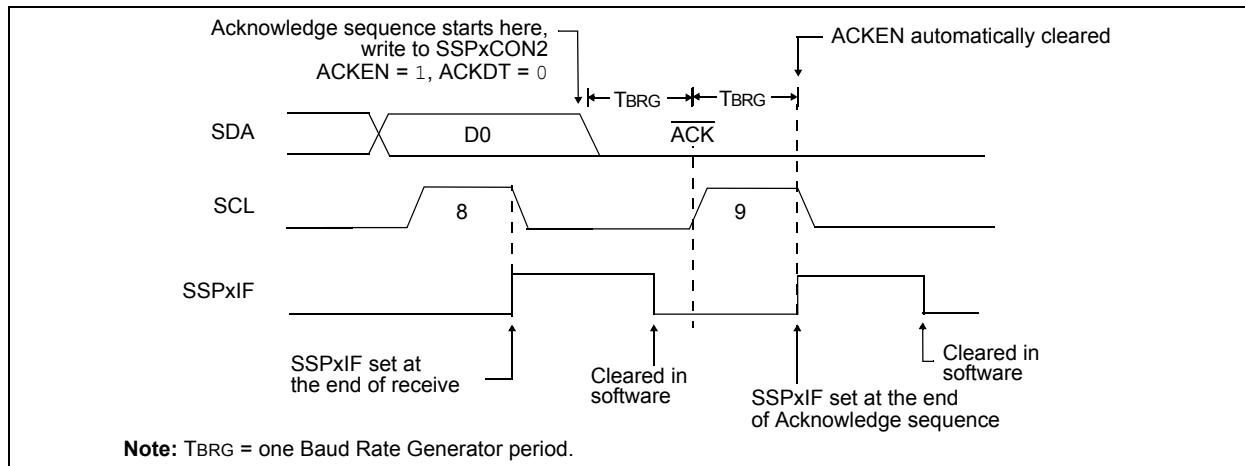 Acknowledge sequence starts here,
write to SSPxCON2
ACKEN = 1, ACKDT = 0
ACKEN automatically cleared
TBRG
TBRG
SDA
D0
ACK
SCL
8
9
SSPxIF
SSPxIF set at
the end of receive
Cleared in
software
SSPxIF set at the end
of Acknowledge sequence
Cleared in
software
Note: TBRG = one Baud Rate Generator period.